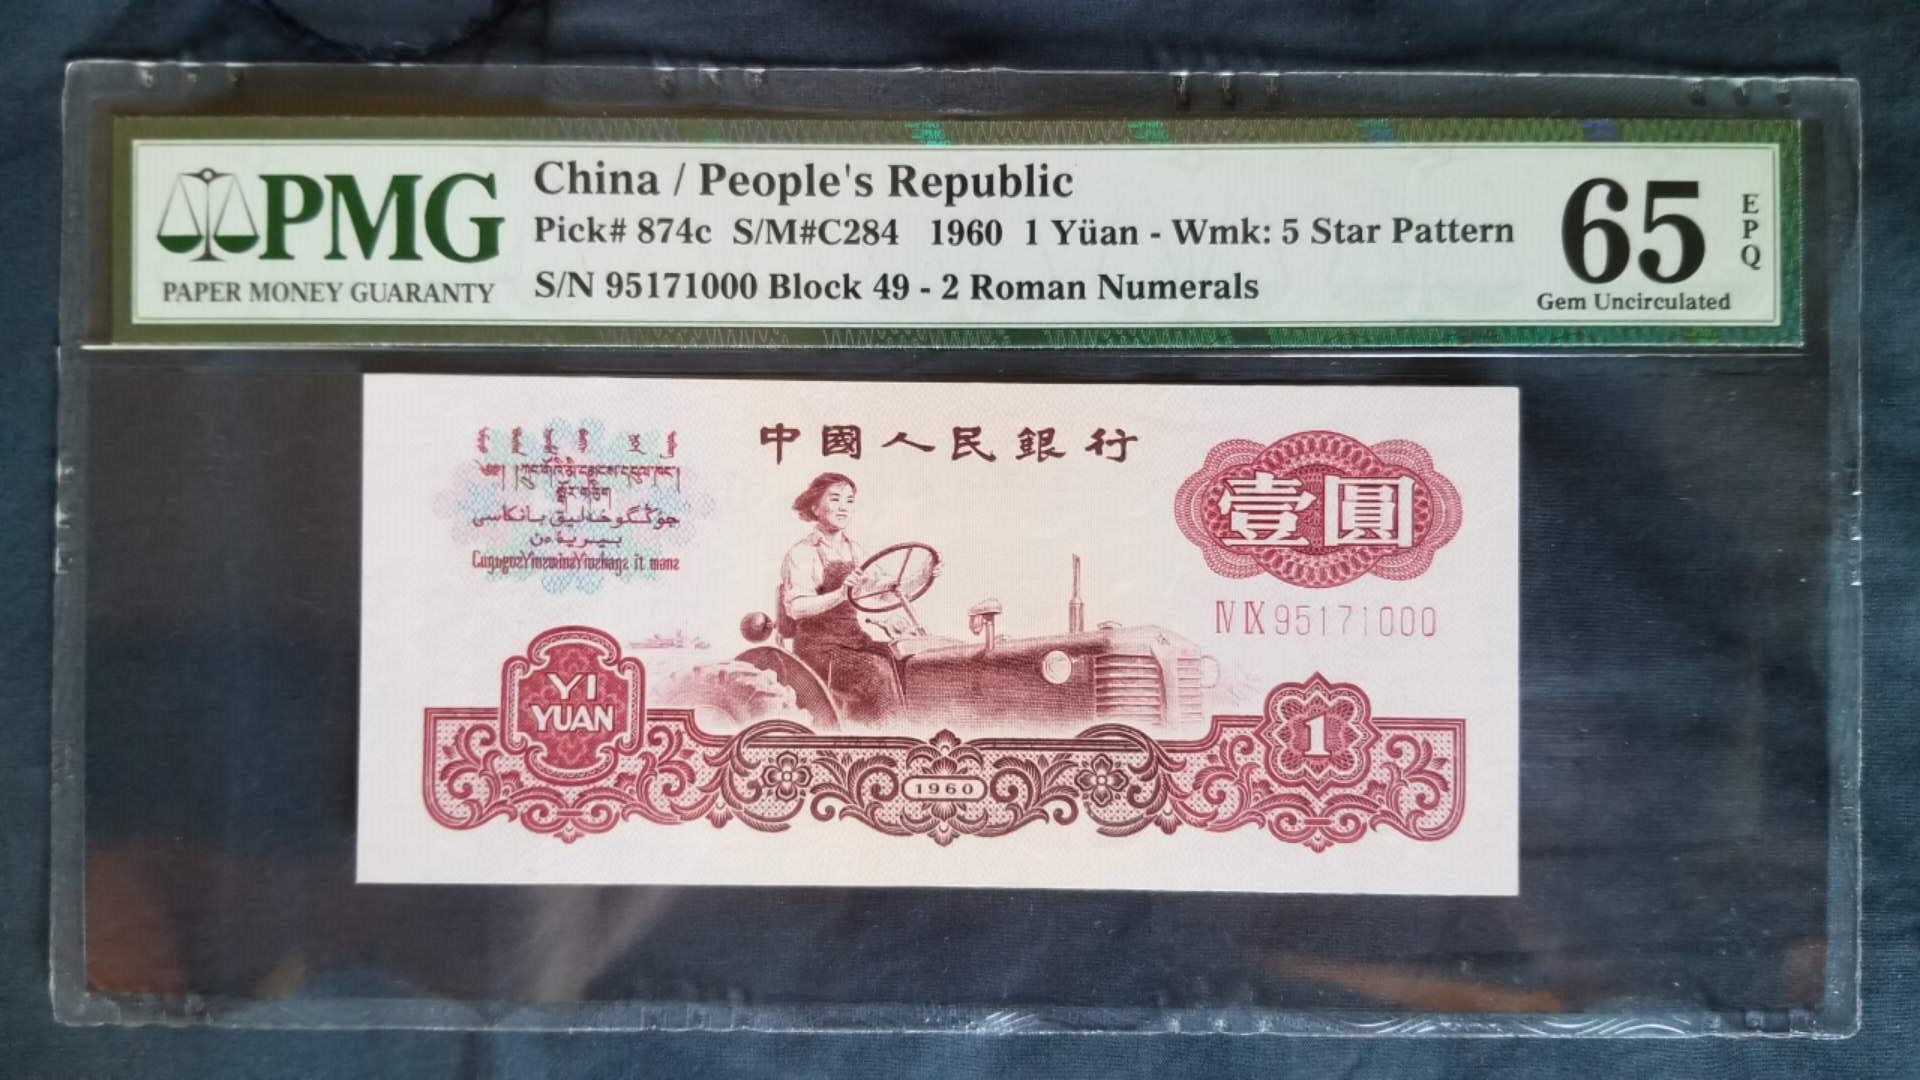 PMG
PAPER MONEY GUARANTY
China / People's Republic
Pick# 874c S/M#C284 1960 1 Yüan - Wmk: 5 Star Pattern
S/N 95171000 Block 49 - 2 Roman Numerals
65
EPQ
Gem Uncirculated
中國人民銀行
壹圓
ⅣⅨ 95171000
YI
YUAN
1
1960